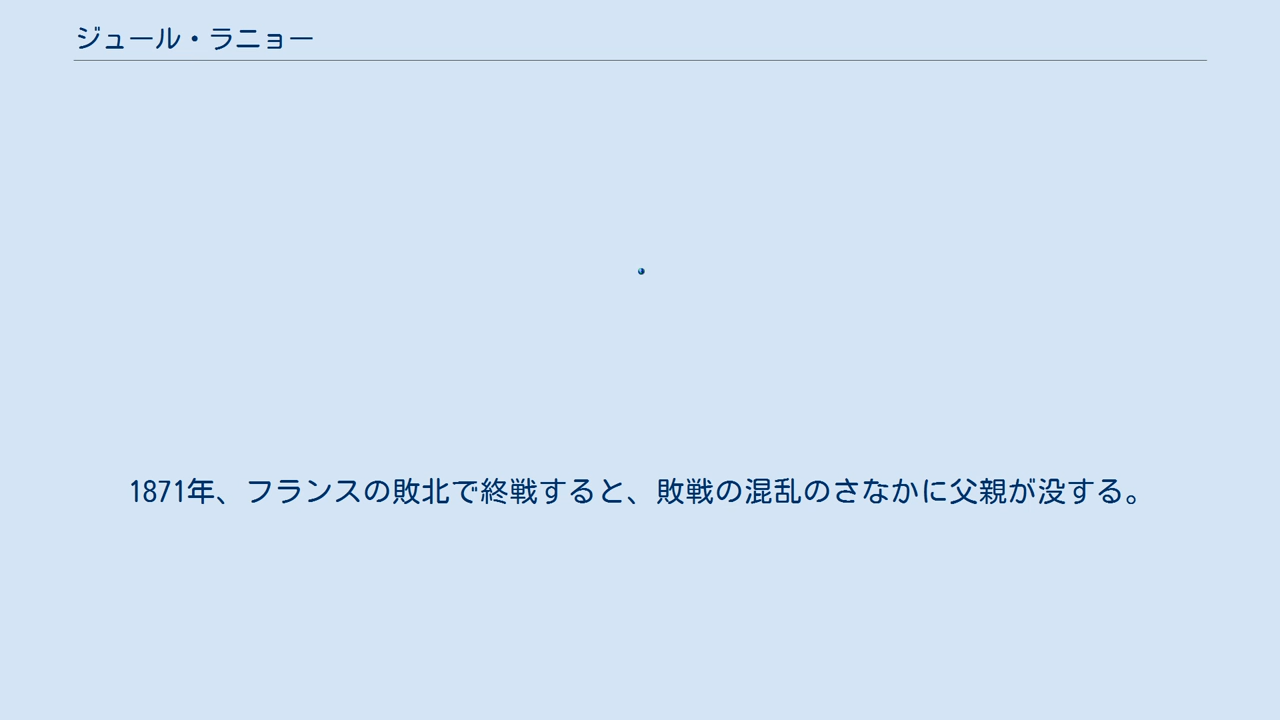 ジュール・ラニョー
1871年、フランスの敗北で終戦すると、敗戦の混乱のさなかに父親が没する。